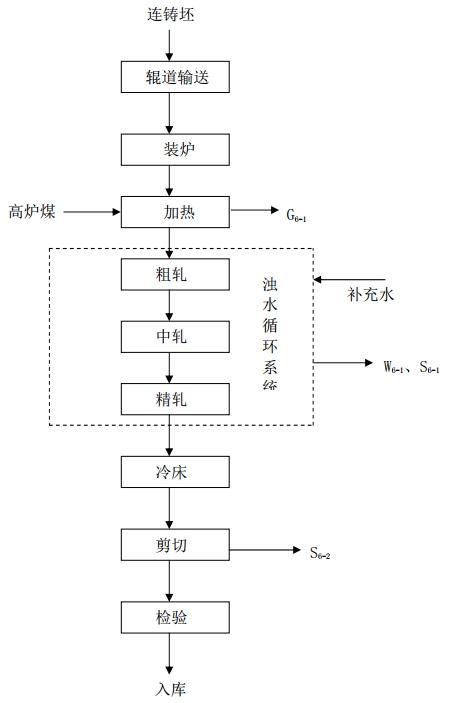 连铸坯
辊道输送
装炉
高炉煤
加热
G6-1
粗轧
浊水循环系统
补充水
中轧
W6-1、S6-1
精轧
冷床
剪切
S6-2
检验
入库